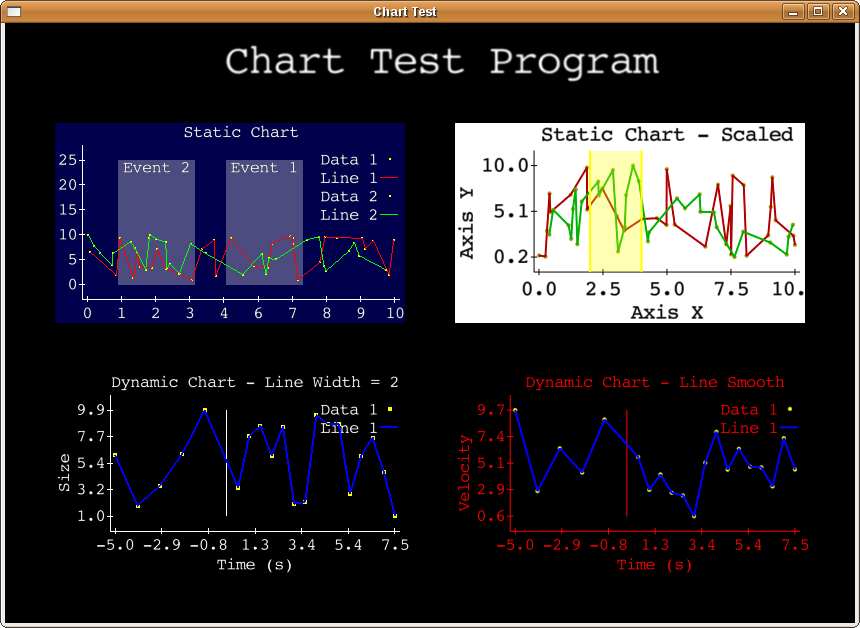 Chart Test
Chart Test Program
Static Chart
25
20
15
10
5
0
Event 2
Event 1
Data 1
Line 1
Data 2
Line 2
0 1 2 3 4 5 6 7 8 9 10
Static Chart - Scaled
Axis Y
10.0
5.1
0.2
0.0 2.5 5.0 7.5 10.
Axis X
Dynamic Chart - Line Width = 2
Size
9.9
7.7
5.4
3.2
1.0
Data 1
Line 1
-5.0 -2.9 -0.8 1.3 3.4 5.4 7.5
Time (s)
Dynamic Chart - Line Smooth
Velocity
9.7
7.4
5.1
2.9
0.6
Data 1
Line 1
-5.0 -2.9 -0.8 1.3 3.4 5.4 7.5
Time (s)